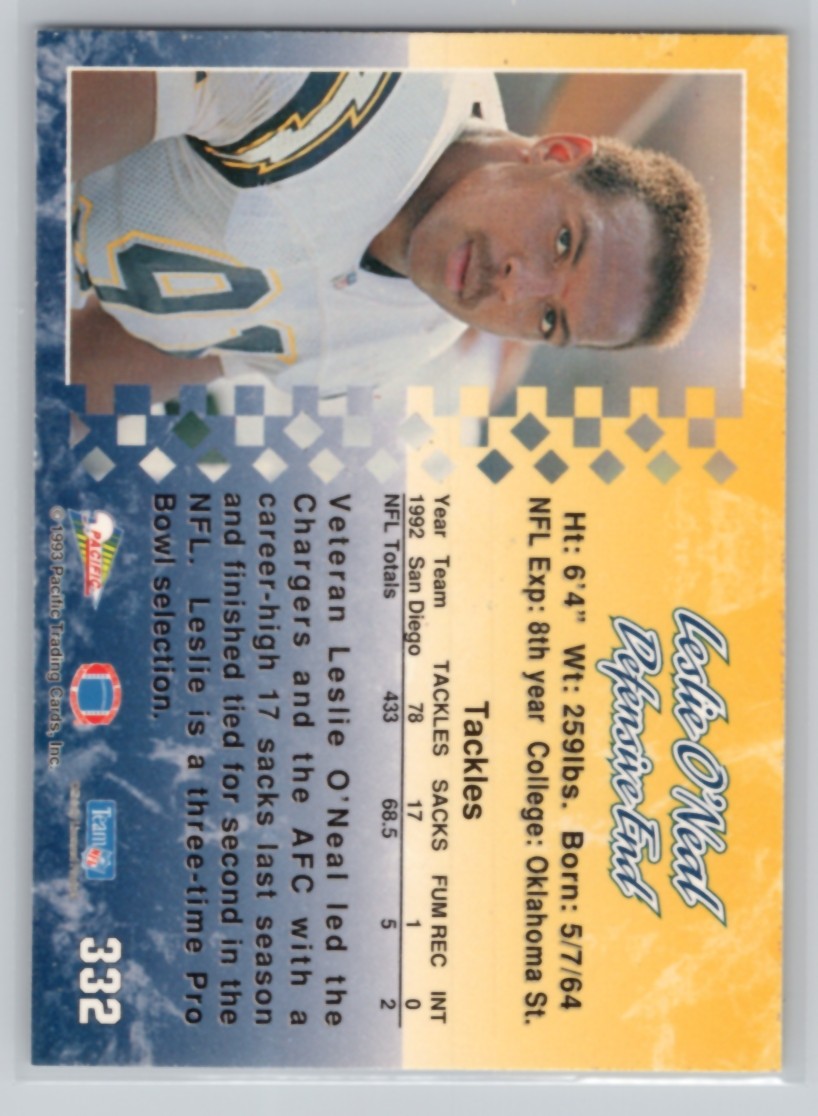 Leslie O'Neal
Defensive End
Ht: 6'4" Wt: 259lbs. Born: 5/7/64
NFL Exp: 8th year College: Oklahoma St.
Tackles
Year Team TACKLES SACKS FUM REC INT
1992 San Diego 78 17 1 0
NFL Totals 433 68.5 5 2
Veteran Leslie O'Neal led the
Chargers and the AFC with a
career-high 17 sacks last season
and finished tied for second in the
NFL. Leslie is a three-time Pro
Bowl selection.
PACIFIC
Team NFL
332
© 1993 Pacific Trading Cards, Inc.
9